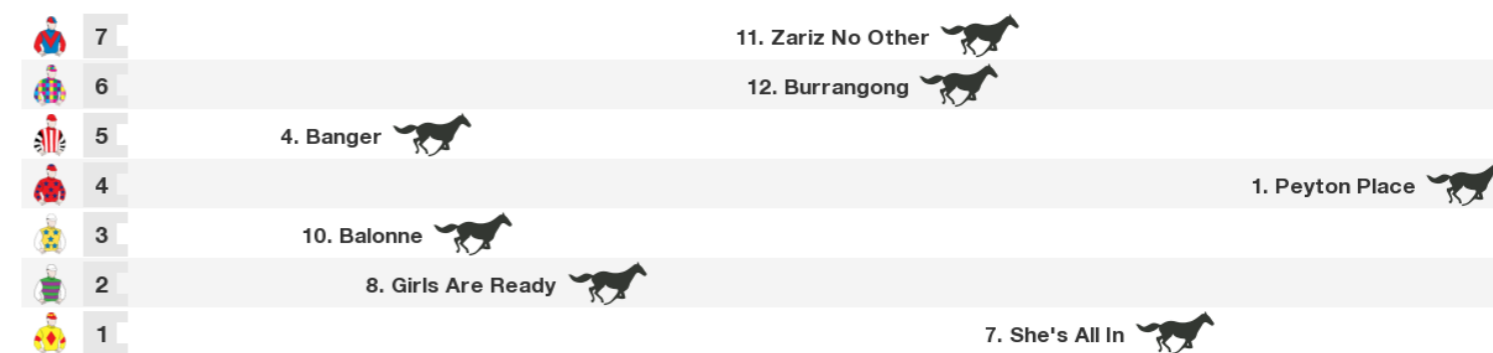 7 11. Zariz No Other
6 12. Burrangong
5 4. Banger
4 1. Peyton Place
3 10. Balonne
2 8. Girls Are Ready
1 7. She's All In